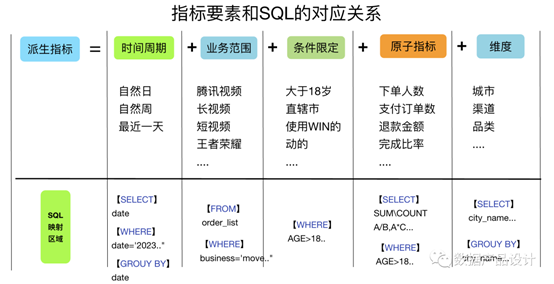 指标要素和SQL的对应关系
派生指标 = 时间周期 + 业务范围 + 条件限定 + 原子指标 + 维度
自然日
自然周
最近一天
腾讯视频
长视频
短视频
王者荣耀
....
大于18岁
直辖市
使用WIN的
动的
....
下单人数
支付订单数
退款金额
完成比率
....
城市
渠道
品类
....
SQL
映射
区域
【SELECT】
date
【WHERE】
date='2023.."
【GROUY BY】
date
【FROM】
order_list
【WHERE】
business='move.."
【WHERE】
AGE>18..
【SELECT】
SUM\COUNT
A/B,A*C...
【WHERE】
AGE>18..
【SELECT】
city_name...
【GROUY BY】
city_name...
数据产品设计